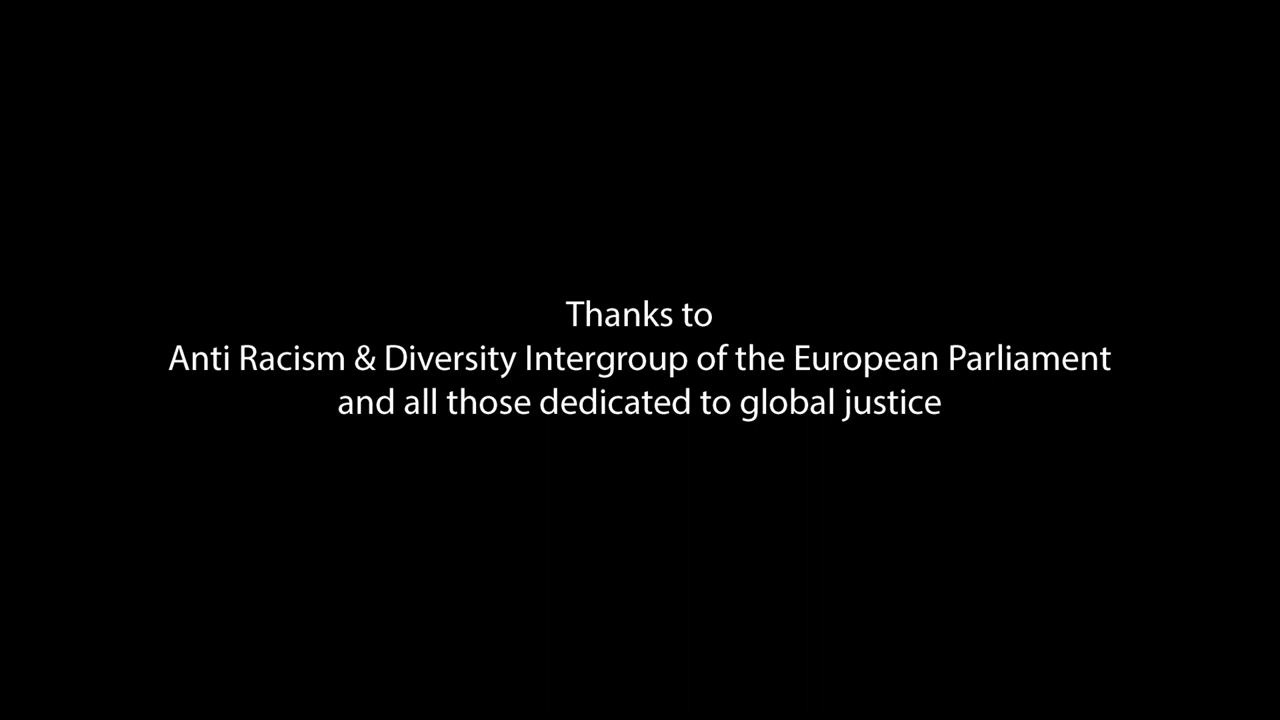 Thanks to
Anti Racism & Diversity Intergroup of the European Parliament
and all those dedicated to global justice